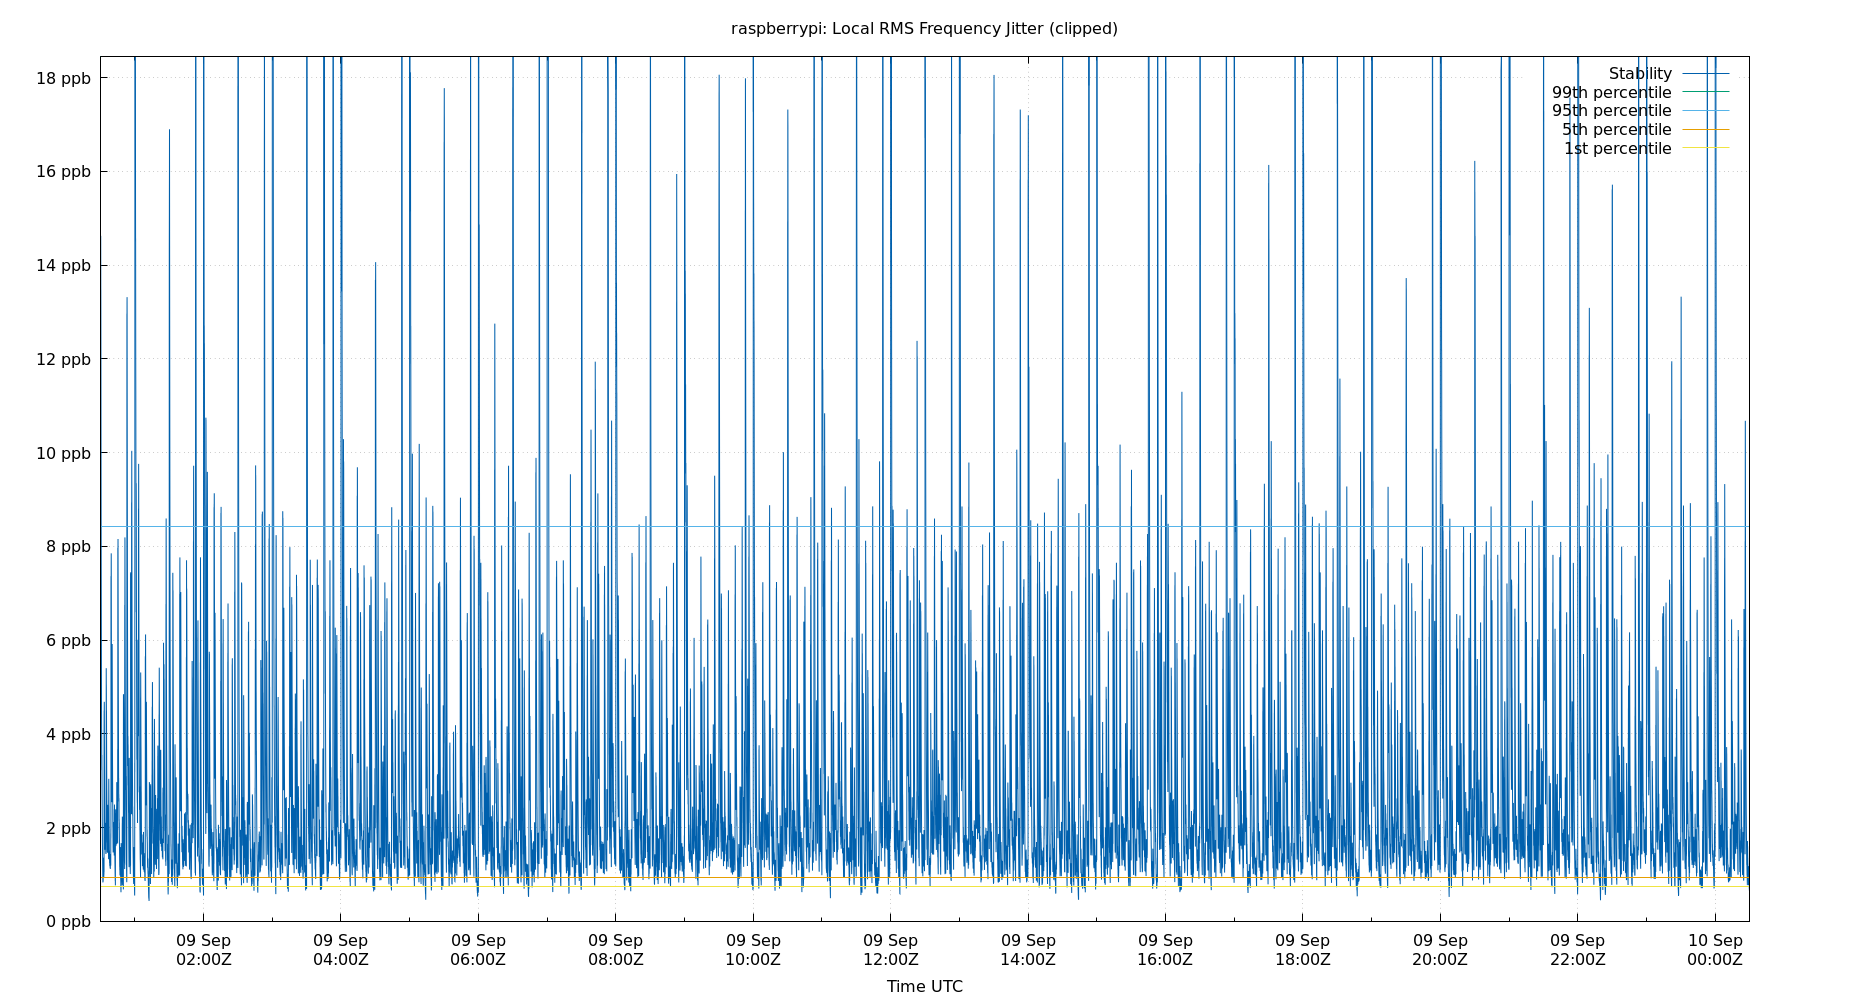 raspberrypi: Local RMS Frequency Jitter (clipped)
18 ppb
16 ppb
14 ppb
12 ppb
10 ppb
8 ppb
6 ppb
4 ppb
2 ppb
0 ppb
Stability
99th percentile
95th percentile
5th percentile
1st percentile
09 Sep 09 Sep 09 Sep 09 Sep 09 Sep 09 Sep 09 Sep 09 Sep 09 Sep 09 Sep 09 Sep 10 Sep
02:00Z 04:00Z 06:00Z 08:00Z 10:00Z 12:00Z 14:00Z 16:00Z 18:00Z 20:00Z 22:00Z 00:00Z
Time UTC